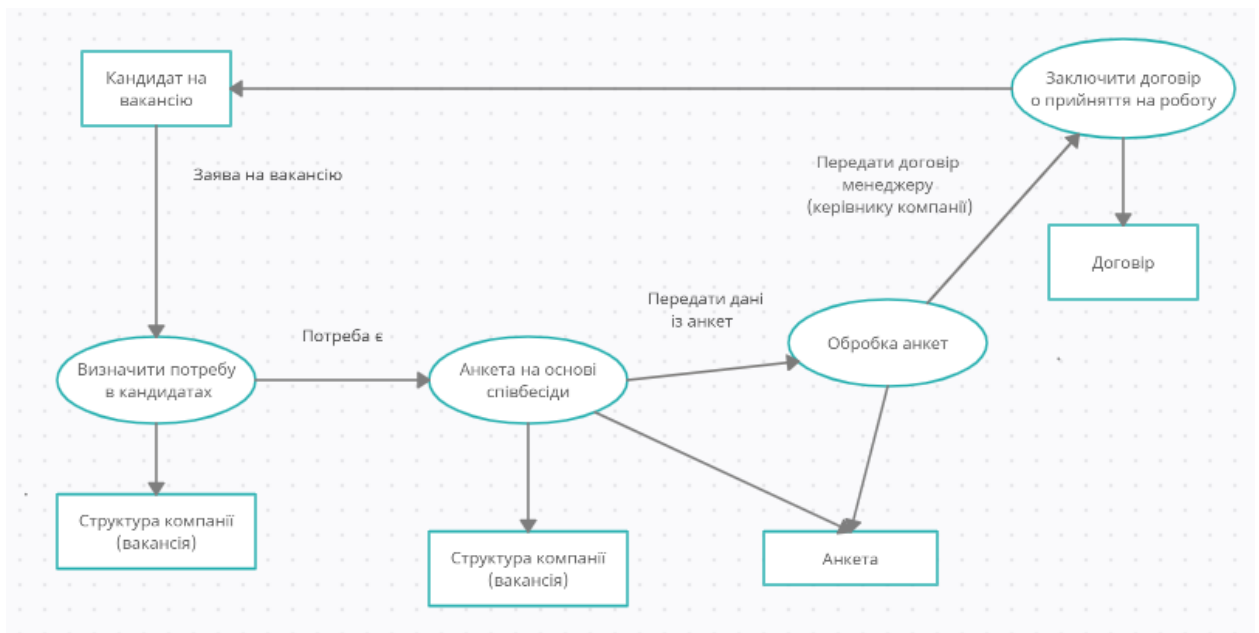 Кандидат на
вакансію
Заключити договір
о прийняття на роботу
Заява на вакансію
Передати договір
менеджеру
(керівнику компанії)
Договір
Передати дані
із анкет
Потреба є
Обробка анкет
Визначити потребу
в кандидатах
Анкета на основі
співбесіди
Структура компанії
(вакансія)
Структура компанії
(вакансія)
Анкета